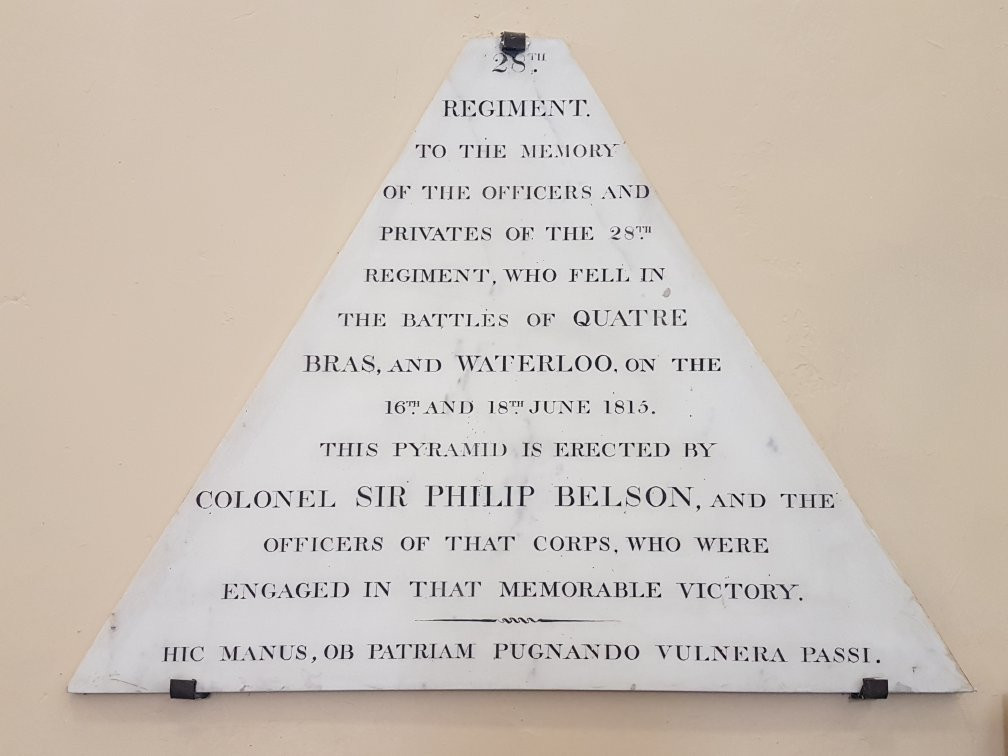 28TH.
REGIMENT.
TO THE MEMORY
OF THE OFFICERS AND
PRIVATES OF THE 28TH
REGIMENT, WHO FELL IN
THE BATTLES OF QUATRE
BRAS, AND WATERLOO, ON THE
16TH AND 18TH JUNE 1815.
THIS PYRAMID IS ERECTED BY
COLONEL SIR PHILIP BELSON, AND THE
OFFICERS OF THAT CORPS, WHO WERE
ENGAGED IN THAT MEMORABLE VICTORY.
HIC MANUS, OB PATRIAM PUGNANDO VULNERA PASSI.